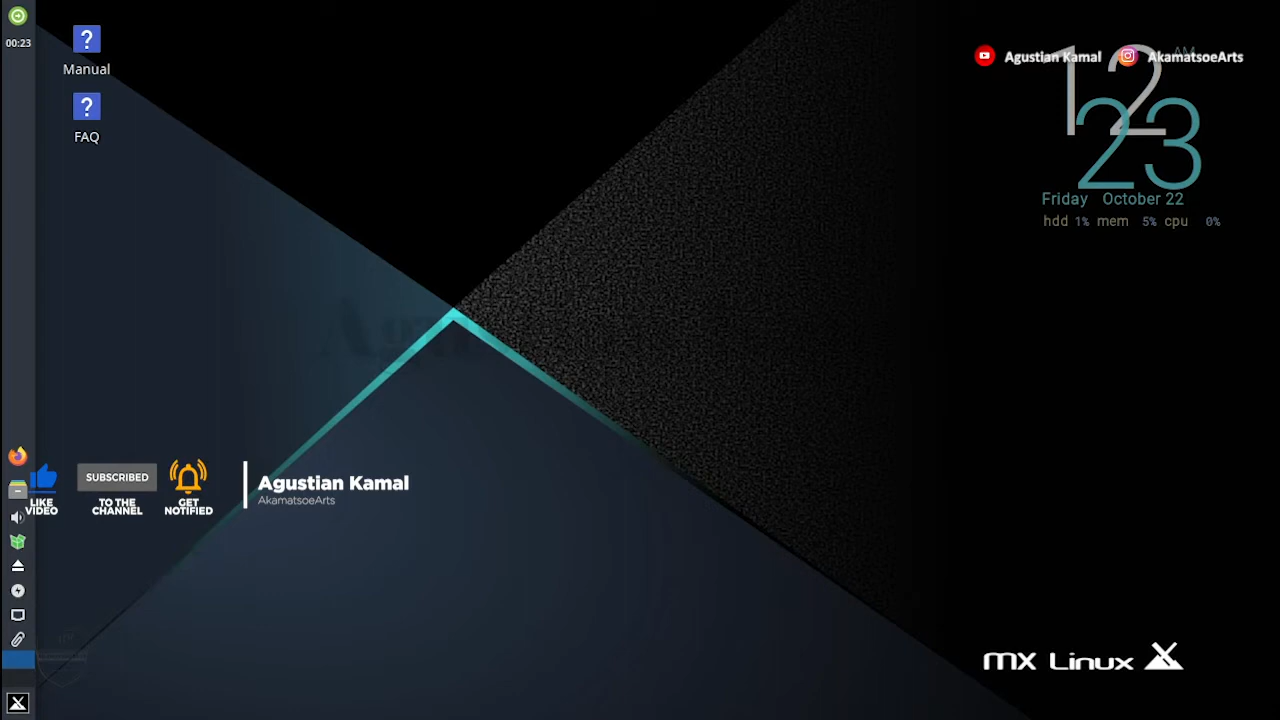 00:23
Manual
FAQ
Agustian Kamal
AkamatsoeArts
12
AM
23
Friday October 22
hdd 1% mem 5% cpu 0%
LIKE
VIDEO
SUBSCRIBED
TO THE
CHANNEL
GET
NOTIFIED
Agustian Kamal
AkamatsoeArts
MX Linux